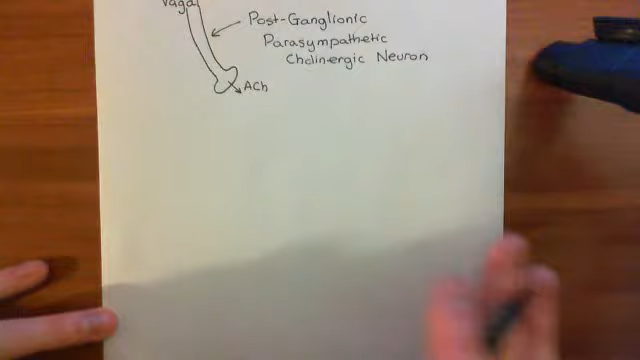 Vagal
Post-Ganglionic
Parasympathetic
Cholinergic Neuron
ACh